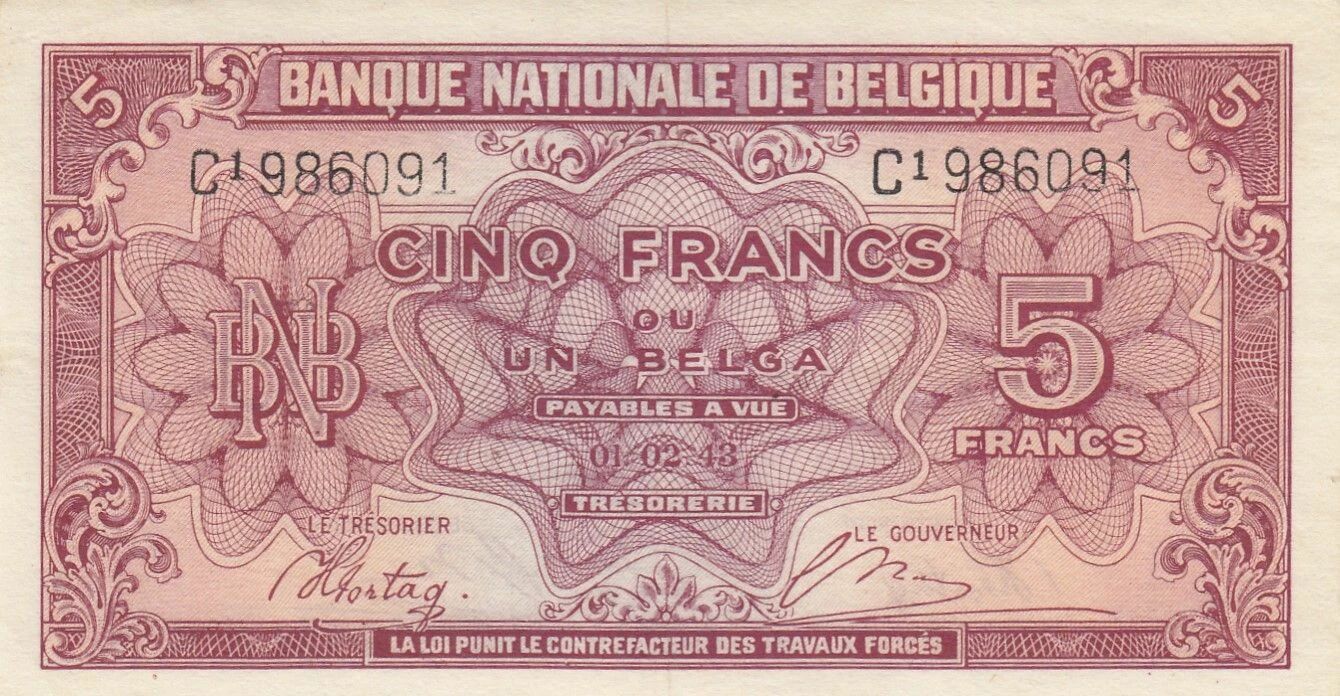 5 BANQUE NATIONALE DE BELGIQUE 5
C¹986091 C¹986091
CINQ FRANCS
OU
UN BELGA
BNB 5
PAYABLES A VUE
FRANCS
01-02-43
TRÉSORERIE
LE TRÉSORIER LE GOUVERNEUR
LA LOI PUNIT LE CONTREFACTEUR DES TRAVAUX FORCÉS